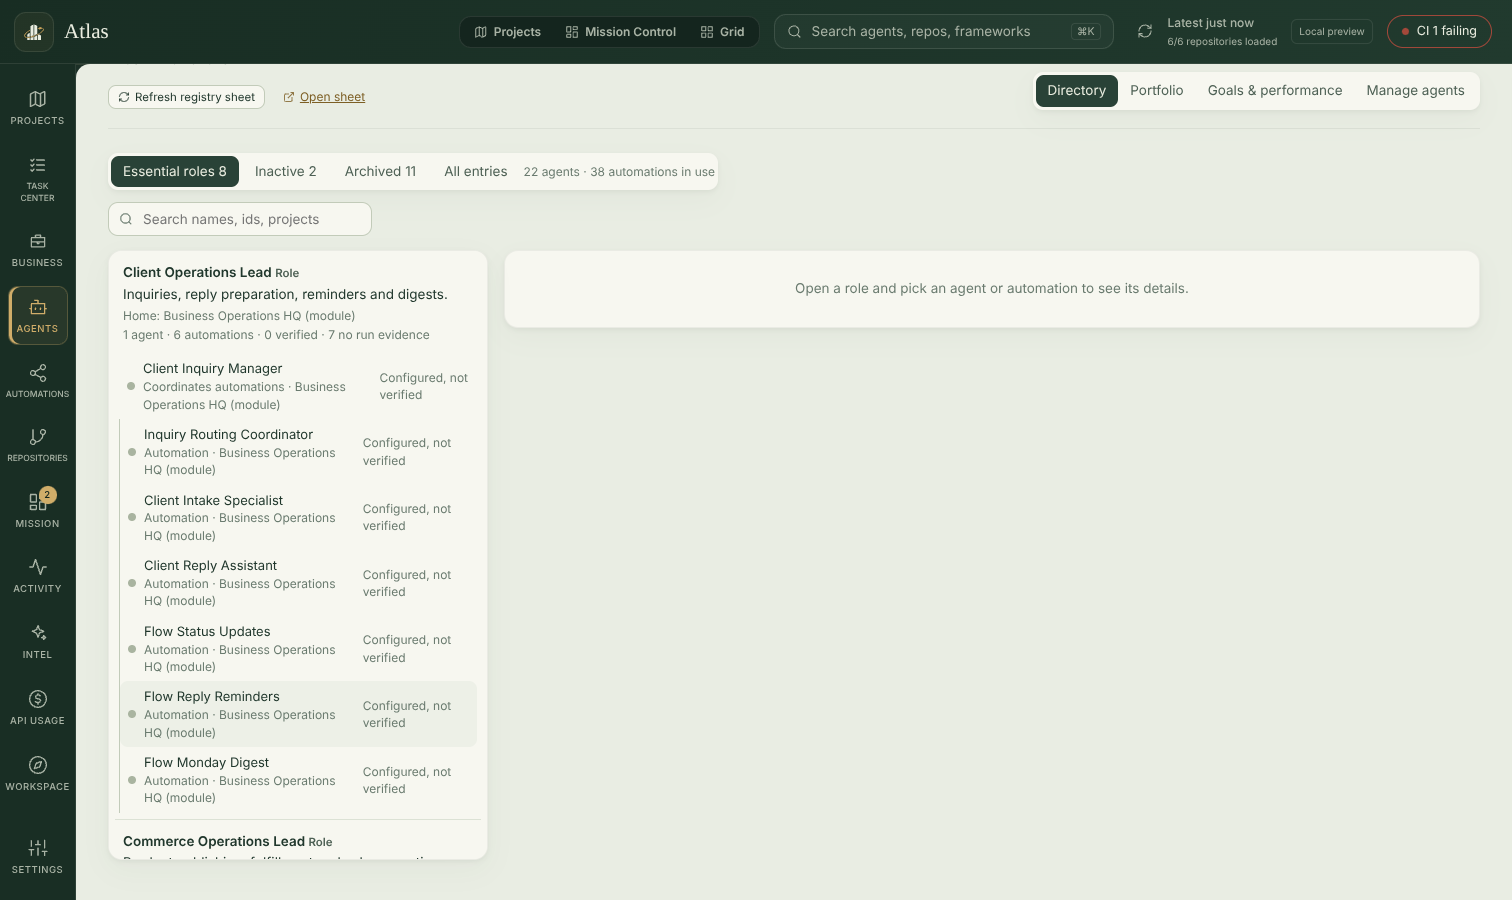 Atlas
Projects
Mission Control
Grid
Search agents, repos, frameworks
⌘K
Latest just now
6/6 repositories loaded
Local preview
CI 1 failing
PROJECTS
TASK
CENTER
BUSINESS
AGENTS
AUTOMATIONS
REPOSITORIES
2
MISSION
ACTIVITY
INTEL
API USAGE
WORKSPACE
SETTINGS
Refresh registry sheet
Open sheet
Directory
Portfolio
Goals & performance
Manage agents
Essential roles 8
Inactive 2
Archived 11
All entries
22 agents · 38 automations in use
Search names, ids, projects
Client Operations Lead Role
Inquiries, reply preparation, reminders and digests.
Home: Business Operations HQ (module)
1 agent · 6 automations · 0 verified · 7 no run evidence
Client Inquiry Manager
Coordinates automations · Business
Operations HQ (module)
Configured, not
verified
Inquiry Routing Coordinator
Automation · Business Operations
HQ (module)
Configured, not
verified
Client Intake Specialist
Automation · Business Operations
HQ (module)
Configured, not
verified
Client Reply Assistant
Automation · Business Operations
HQ (module)
Configured, not
verified
Flow Status Updates
Automation · Business Operations
HQ (module)
Configured, not
verified
Flow Reply Reminders
Automation · Business Operations
HQ (module)
Configured, not
verified
Flow Monday Digest
Automation · Business Operations
HQ (module)
Configured, not
verified
Commerce Operations Lead Role
Open a role and pick an agent or automation to see its details.